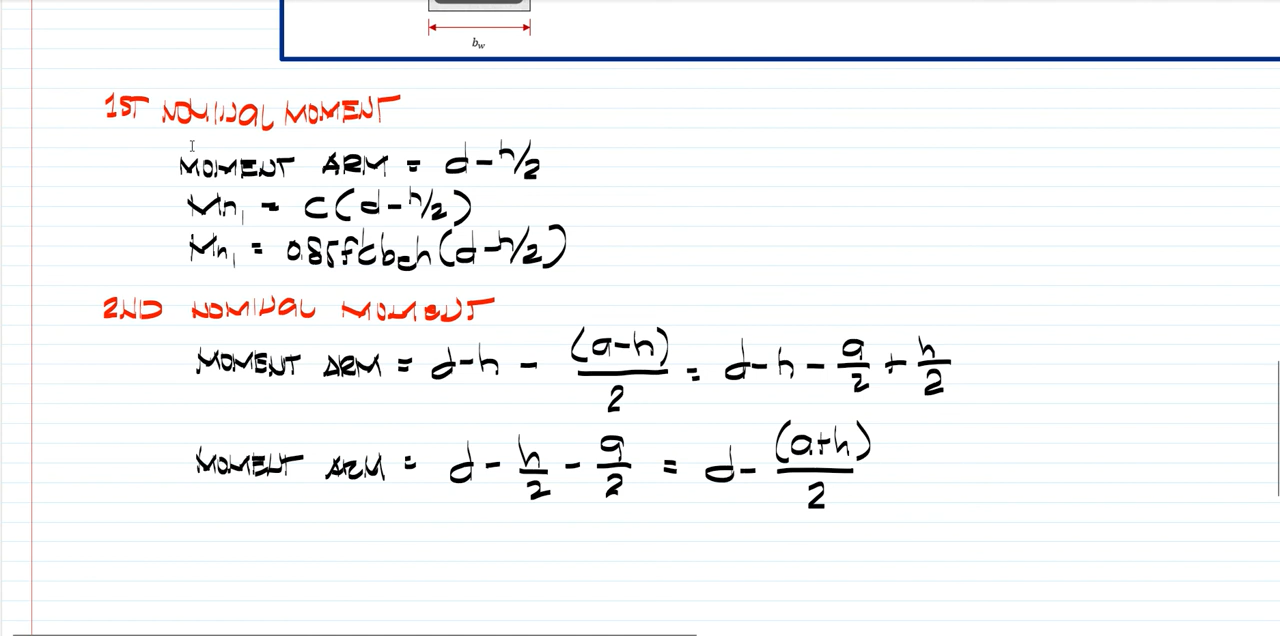 b_w
1ST NOMINAL MOMENT
MOMENT ARM = d - h/2
Mn₁ = C(d - h/2)
Mn₁ = 0.85f'c beh (d - h/2)
2ND NOMINAL MOMENT
MOMENT ARM = d - h - (a - h)/2 = d - h - a/2 + h/2
MOMENT ARM = d - h/2 - a/2 = d - (a + h)/2